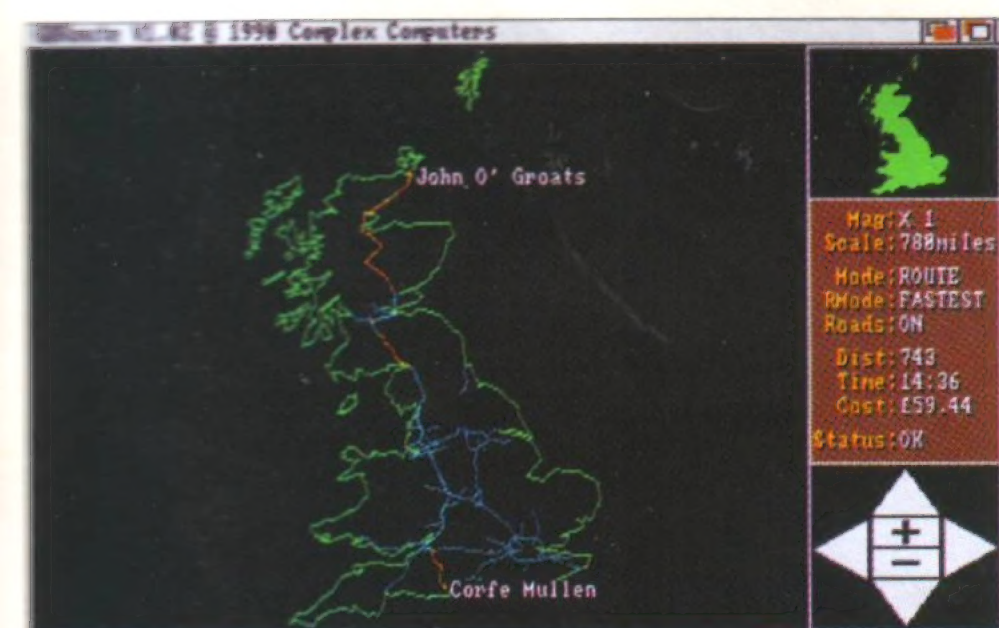 1990 Complex Computers
John O' Groats
Corfe Mullen
Mag:X 1
Scale:780miles
Mode:ROUTE
RMode:FASTEST
Roads:ON
Dist:743
Time:14:36
Cost:£59.44
Status:OK
+
−